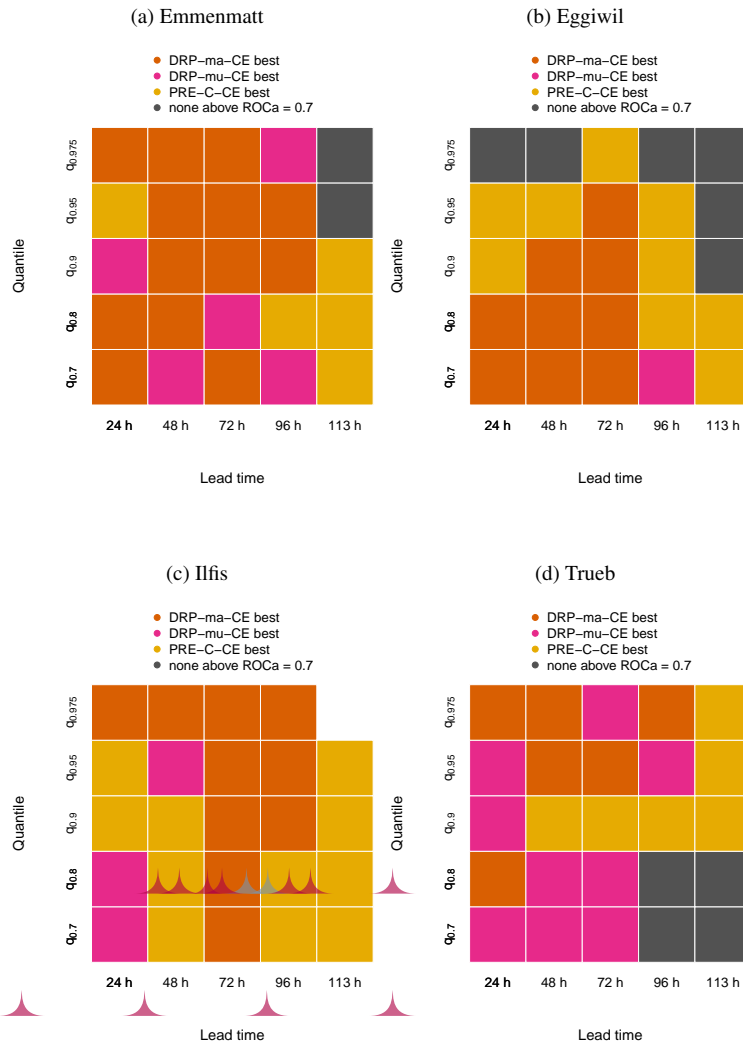 (a) Emmenmatt
DRP−ma−CE best
DRP−mu−CE best
PRE−C−CE best
none above ROCa = 0.7
Quantile
q0.975
q0.95
q0.9
q0.8
q0.7
24 h 48 h 72 h 96 h 113 h
Lead time
(b) Eggiwil
DRP−ma−CE best
DRP−mu−CE best
PRE−C−CE best
none above ROCa = 0.7
Quantile
q0.975
q0.95
q0.9
q0.8
q0.7
24 h 48 h 72 h 96 h 113 h
Lead time
(c) Ilfis
DRP−ma−CE best
DRP−mu−CE best
PRE−C−CE best
none above ROCa = 0.7
Quantile
q0.975
q0.95
q0.9
q0.8
q0.7
24 h 48 h 72 h 96 h 113 h
Lead time
(d) Trueb
DRP−ma−CE best
DRP−mu−CE best
PRE−C−CE best
none above ROCa = 0.7
Quantile
q0.975
q0.95
q0.9
q0.8
q0.7
24 h 48 h 72 h 96 h 113 h
Lead time